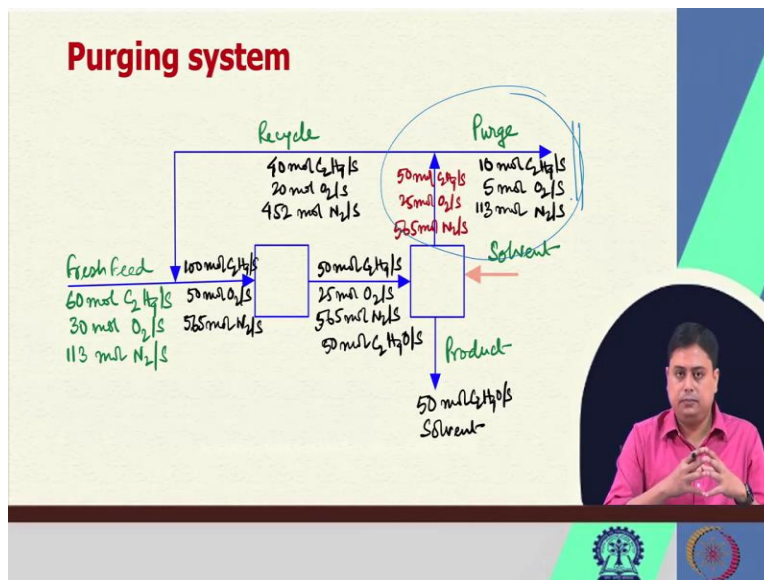 Purging system
Recycle
Purge
40 mol C2H4/S
20 mol O2/S
452 mol N2/S
50 mol C2H4/S
25 mol O2/S
565 mol N2/S
10 mol C2H4/S
5 mol O2/S
113 mol N2/S
Solvent
Fresh Feed
60 mol C2H4/S
30 mol O2/S
113 mol N2/S
100 mol C2H4/S
50 mol O2/S
565 mol N2/S
50 mol C2H4/S
25 mol O2/S
565 mol N2/S
50 mol C2H4O/S
Product
50 mol C2H4O/S
Solvent